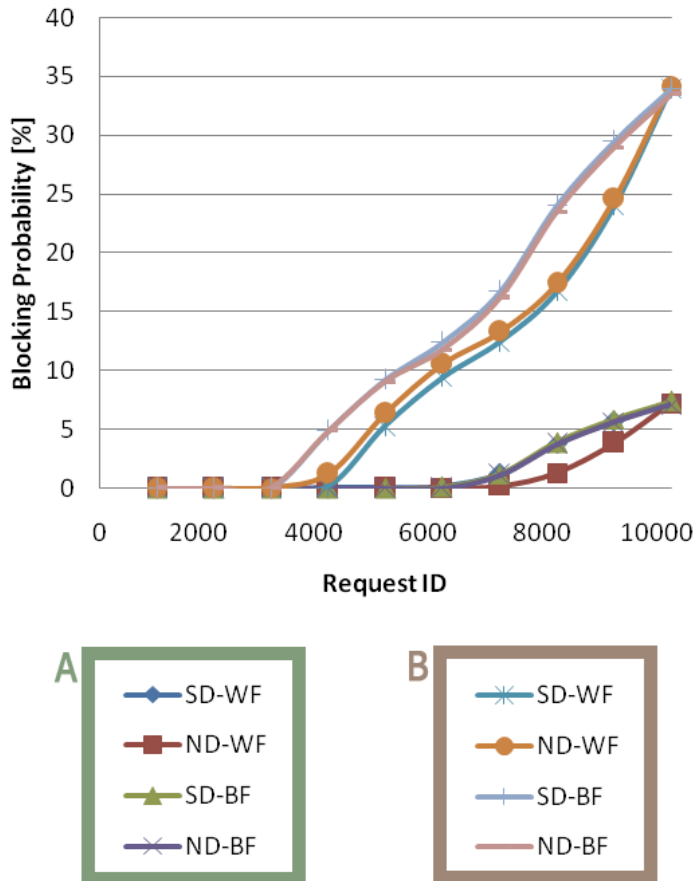 40
35
30
25
20
15
10
5
0
Blocking Probability [%]
0 2000 4000 6000 8000 10000
Request ID
A
SD-WF
ND-WF
SD-BF
ND-BF
B
SD-WF
ND-WF
SD-BF
ND-BF